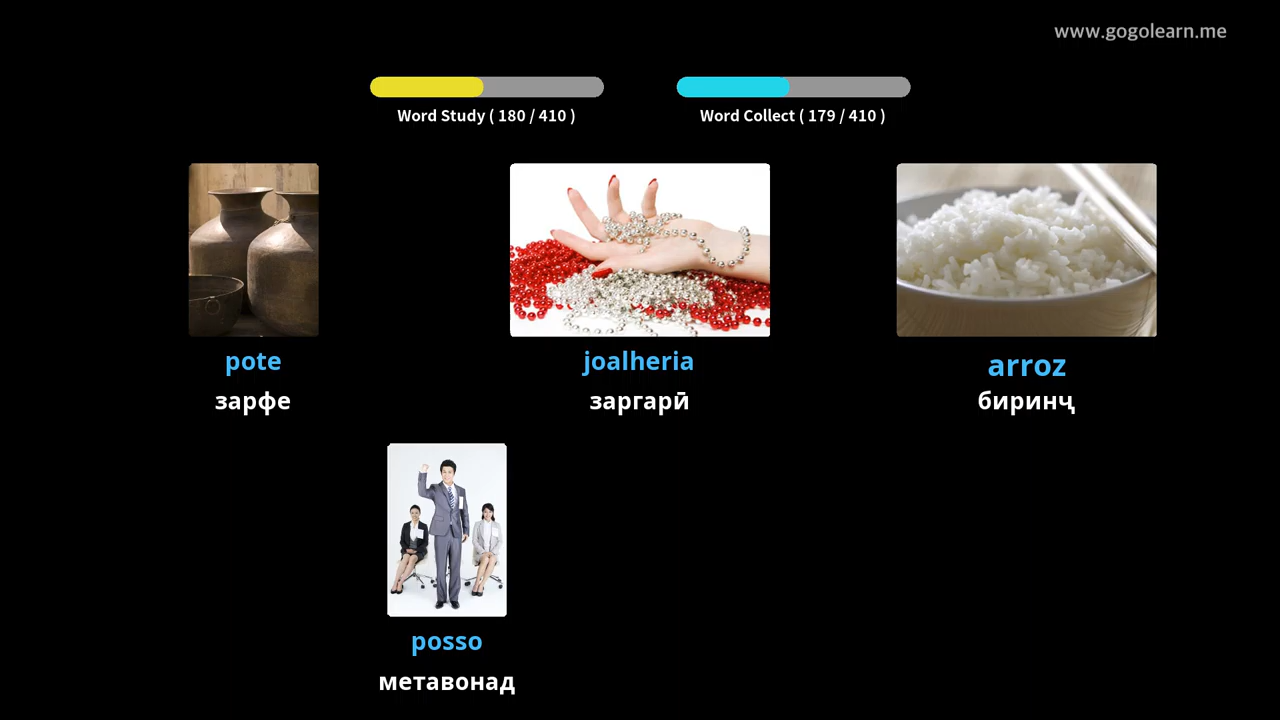 www.gogolearn.me
Word Study ( 180 / 410 )
Word Collect ( 179 / 410 )
pote
зарфе
joalheria
заргарӣ
arroz
биринҷ
posso
метавонад